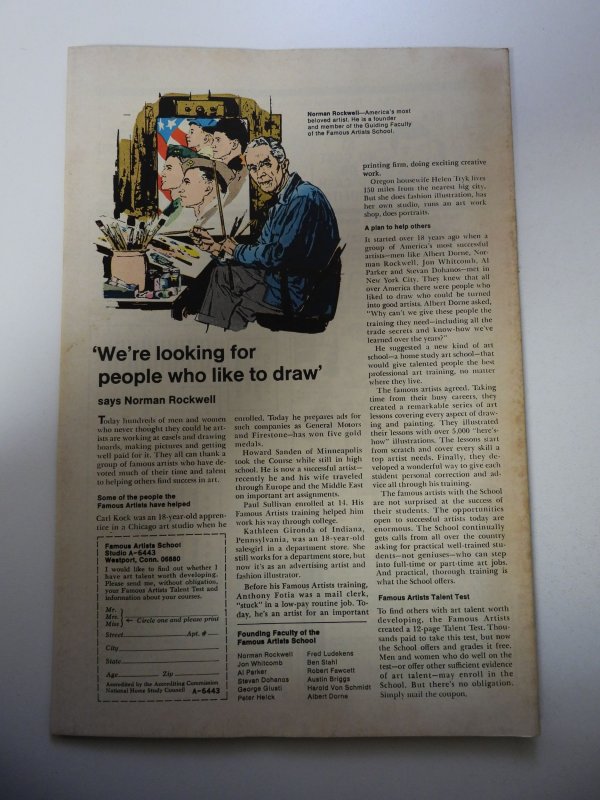 Norman Rockwell—America's most
beloved artist. He is a founder
and member of the Guiding Faculty
of the Famous Artists School.
'We're looking for
people who like to draw'
says Norman Rockwell
Today hundreds of men and women
who never thought they could be art-
ists are working at easels and drawing
boards, making pictures and getting
well paid for it. They all can thank a
group of famous artists who have de-
voted much of their time and talent
to helping others find success in art.
Some of the people the
Famous Artists have helped
Carl Kock was an 18-year-old appren-
tice in a Chicago art studio when he
Famous Artists School
Studio A-6443
Westport, Conn. 06880
I would like to find out whether I
have art talent worth developing.
Please send me, without obligation,
your Famous Artists Talent Test and
information about your courses.
Mr.
Mrs.
Miss
← Circle one and please print
Street Apt. #
City
State
Age Zip
Accredited by the Accrediting Commission
National Home Study Council A-6443
enrolled. Today he prepares ads for
such companies as General Motors
and Firestone—has won five gold
medals.
Howard Sanden of Minneapolis
took the Course while still in high
school. He is now a successful artist—
recently he and his wife traveled
through Europe and the Middle East
on important art assignments.
Paul Sullivan enrolled at 14. His
Famous Artists training helped him
work his way through college.
Kathleen Gironda of Indiana,
Pennsylvania, was an 18-year-old
salesgirl in a department store. She
still works for a department store, but
now it's as an advertising artist and
fashion illustrator.
Before his Famous Artists training,
Anthony Fotia was a mail clerk,
"stuck" in a low-pay routine job. To-
day, he's an artist for an important
Founding Faculty of the
Famous Artists School
Norman Rockwell
Jon Whitcomb
Al Parker
Stevan Dohanos
George Giusti
Peter Helck
Fred Ludekens
Ben Stahl
Robert Fawcett
Austin Briggs
Harold Von Schmidt
Albert Dorne
printing firm, doing exciting creative
work.
Oregon housewife Helen Tryk lives
150 miles from the nearest big city.
But she does fashion illustration, has
her own studio, runs an art work
shop, does portraits.
A plan to help others
It started over 18 years ago when a
group of America's most successful
artists—men like Albert Dorne, Nor-
man Rockwell, Jon Whitcomb, Al
Parker and Stevan Dohanos—met in
New York City. They knew that all
over America there were people who
liked to draw who could be turned
into good artists. Albert Dorne asked,
"Why can't we give these people the
training they need—including all the
trade secrets and know-how we've
learned over the years?"
He suggested a new kind of art
school—a home study art school—that
would give talented people the best
professional art training, no matter
where they live.
The famous artists agreed. Taking
time from their busy careers, they
created a remarkable series of art
lessons covering every aspect of draw-
ing and painting. They illustrated
their lessons with over 5,000 "here's-
how" illustrations. The lessons start
from scratch and cover every skill a
top artist needs. Finally, they de-
veloped a wonderful way to give each
student personal correction and ad-
vice all through his training.
The famous artists with the School
are not surprised at the success of
their students. The opportunities
open to successful artists today are
enormous. The School continually
gets calls from all over the country
asking for practical well-trained stu-
dents—not geniuses—who can step
into full-time or part-time art jobs.
And practical, thorough training is
what the School offers.
Famous Artists Talent Test
To find others with art talent worth
developing, the Famous Artists
created a 12-page Talent Test. Thou-
sands paid to take this test, but now
the School offers and grades it free.
Men and women who do well on the
test—or offer other sufficient evidence
of art talent—may enroll in the
School. But there's no obligation.
Simply mail the coupon.